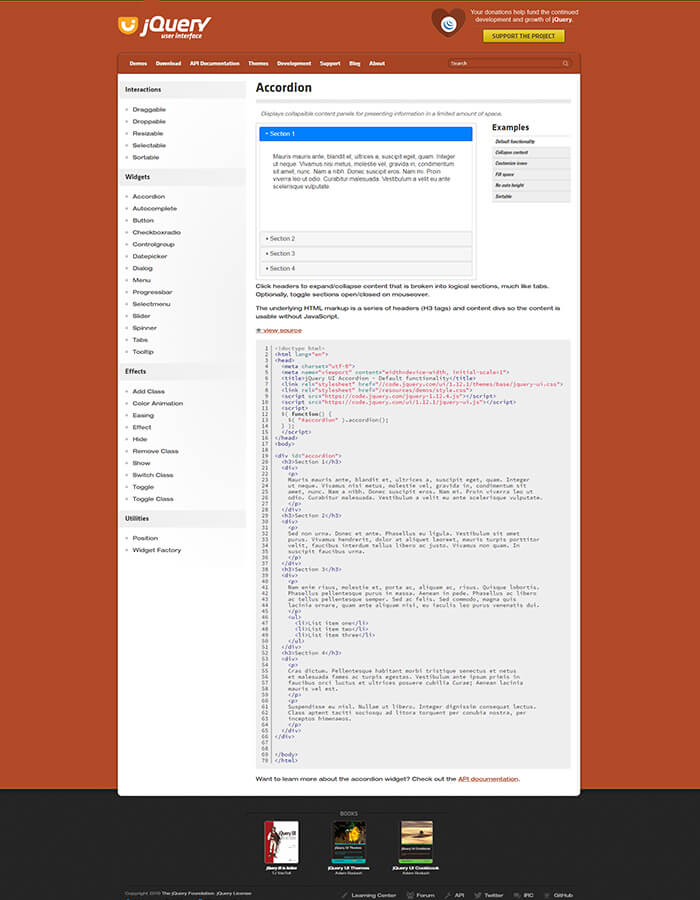 jQuery
user interface
Your donations help fund the continued
development and growth of jQuery.
SUPPORT THE PROJECT
Demos Download API Documentation Themes Development Support Blog About
Search
Interactions
Draggable
Droppable
Resizable
Selectable
Sortable
Widgets
Accordion
Autocomplete
Button
Checkboxradio
Controlgroup
Datepicker
Dialog
Menu
Progressbar
Selectmenu
Slider
Spinner
Tabs
Tooltip
Effects
Add Class
Color Animation
Easing
Effect
Hide
Remove Class
Show
Switch Class
Toggle
Toggle Class
Utilities
Position
Widget Factory
Accordion
Displays collapsible content panels for presenting information in a limited amount of space.
Section 1
Mauris mauris ante, blandit et, ultrices a, suscipit eget, quam. Integer
ut neque. Vivamus nisi metus, molestie vel, gravida in, condimentum
sit amet, nunc. Nam a nibh. Donec suscipit eros. Nam mi. Proin
viverra leo ut odio. Curabitur malesuada. Vestibulum a velit eu ante
scelerisque vulputate.
Section 2
Section 3
Section 4
Examples
Default functionality
Collapse content
Customize icons
Fill space
No auto height
Sortable
Click headers to expand/collapse content that is broken into logical sections, much like tabs.
Optionally, toggle sections open/closed on mouseover.
The underlying HTML markup is a series of headers (H3 tags) and content divs so the content is
usable without JavaScript.
view source
1 <!doctype html>
2 <html lang="en">
3 <head>
4 <meta charset="utf-8">
5 <meta name="viewport" content="width=device-width, initial-scale=1">
6 <title>jQuery UI Accordion - Default functionality</title>
7 <link rel="stylesheet" href="//code.jquery.com/ui/1.12.1/themes/base/jquery-ui.css">
8 <link rel="stylesheet" href="/resources/demos/style.css">
9 <script src="https://code.jquery.com/jquery-1.12.4.js"></script>
10 <script src="https://code.jquery.com/ui/1.12.1/jquery-ui.js"></script>
11 <script>
12 $( function() {
13 $( "#accordion" ).accordion();
14 } );
15 </script>
16 </head>
17 <body>
18
19 <div id="accordion">
20 <h3>Section 1</h3>
21 <div>
22 <p>
23 Mauris mauris ante, blandit et, ultrices a, suscipit eget, quam. Integer
24 ut neque. Vivamus nisi metus, molestie vel, gravida in, condimentum sit
25 amet, nunc. Nam a nibh. Donec suscipit eros. Nam mi. Proin viverra leo ut
26 odio. Curabitur malesuada. Vestibulum a velit eu ante scelerisque vulputate.
27 </p>
28 </div>
29 <h3>Section 2</h3>
30 <div>
31 <p>
32 Sed non urna. Donec et ante. Phasellus eu ligula. Vestibulum sit amet
33 purus. Vivamus hendrerit, dolor at aliquet laoreet, mauris turpis porttitor
34 velit, faucibus interdum tellus libero ac justo. Vivamus non quam. In
35 suscipit faucibus urna.
36 </p>
37 </div>
38 <h3>Section 3</h3>
39 <div>
40 <p>
41 Nam enim risus, molestie et, porta ac, aliquam ac, risus. Quisque lobortis.
42 Phasellus pellentesque purus in massa. Aenean in pede. Phasellus ac libero
43 ac tellus pellentesque semper. Sed ac felis. Sed commodo, magna quis
44 lacinia ornare, quam ante aliquam nisi, eu iaculis leo purus venenatis dui.
45 </p>
46 <ul>
47 <li>List item one</li>
48 <li>List item two</li>
49 <li>List item three</li>
50 </ul>
51 </div>
52 <h3>Section 4</h3>
53 <div>
54 <p>
55 Cras dictum. Pellentesque habitant morbi tristique senectus et netus
56 et malesuada fames ac turpis egestas. Vestibulum ante ipsum primis in
57 faucibus orci luctus et ultrices posuere cubilia Curae; Aenean lacinia
58 mauris vel est.
59 </p>
60 <p>
61 Suspendisse eu nisl. Nullam ut libero. Integer dignissim consequat lectus.
62 Class aptent taciti sociosqu ad litora torquent per conubia nostra, per
63 inceptos himenaeos.
64 </p>
65 </div>
66 </div>
67
68
69 </body>
70 </html>
Want to learn more about the accordion widget? Check out the API documentation.
BOOKS
jQuery UI in Action
TJ VanToll
jQuery UI Themes
Adam Boduch
jQuery UI Cookbook
Adam Boduch
Learning Center Forum API Twitter IRC GitHub
The jQuery Foundation. jQuery License